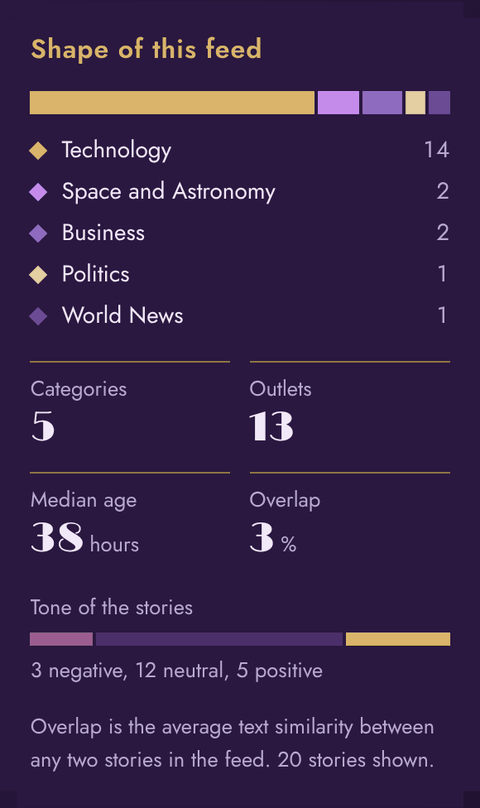 Shape of this feed
Technology 14
Space and Astronomy 2
Business 2
Politics 1
World News 1
Categories Outlets
5 13
Median age Overlap
38 hours 3 %
Tone of the stories
3 negative, 12 neutral, 5 positive
Overlap is the average text similarity between
any two stories in the feed. 20 stories shown.